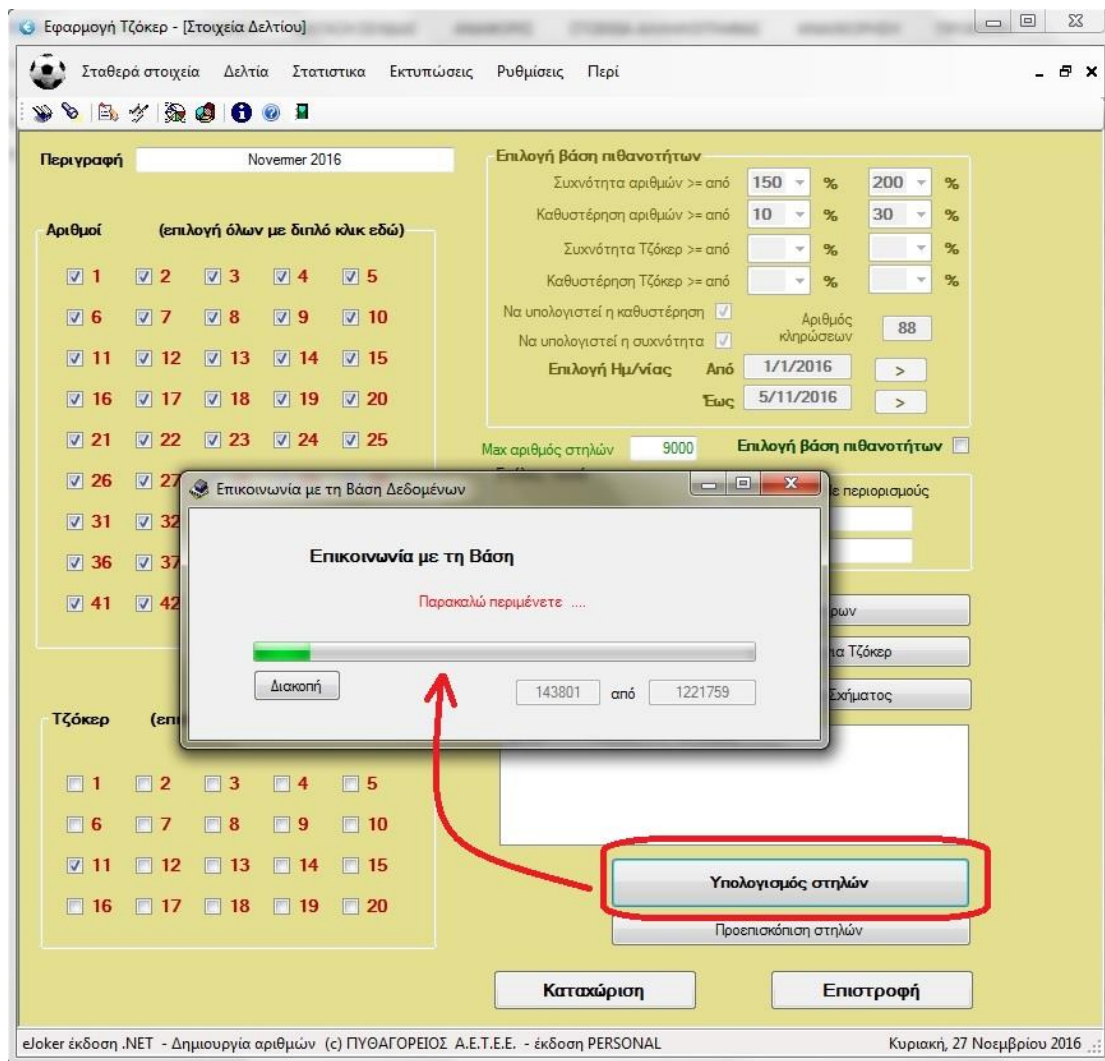 Εφαρμογή Τζόκερ - [Στοιχεία Δελτίου]
Σταθερά στοιχεία Δελτία Στατιστικα Εκτυπώσεις Ρυθμίσεις Περί
Περιγραφή Novemer 2016
Αριθμοί (επιλογή όλων με διπλό κλικ εδώ)
1 2 3 4 5
6 7 8 9 10
11 12 13 14 15
16 17 18 19 20
21 22 23 24 25
26 27
31 32
36 37
41 42
Επιλογή βάση πιθανοτήτων
Συχνότητα αριθμών >= από 150 % 200 %
Καθυστέρηση αριθμών >= από 10 % 30 %
Συχνότητα Τζόκερ >= από % %
Καθυστέρηση Τζόκερ >= από % %
Να υπολογιστεί η καθυστέρηση
Να υπολογιστεί η συχνότητα
Αριθμός κληρώσεων 88
Επιλογή Ημ/νίας Από 1/1/2016 >
Έως 5/11/2016 >
Max αριθμός στηλών 9000 Επιλογή βάση πιθανοτήτων
περιορισμούς
Επικοινωνία με τη Βάση Δεδομένων
Επικοινωνία με τη Βάση
Παρακαλώ περιμένετε ....
Διακοπή 143801 από 1221759
ρων
για Τζόκερ
Σχήματος
Τζόκερ (επι
1 2 3 4 5
6 7 8 9 10
11 12 13 14 15
16 17 18 19 20
Υπολογισμός στηλών
Προεπισκόπιση στηλών
Καταχώριση Επιστροφή
eJoker έκδοση .NET - Δημιουργία αριθμών (c) ΠΥΘΑΓΟΡΕΙΟΣ Α.Ε.Τ.Ε.Ε. - έκδοση PERSONAL Κυριακή, 27 Νοεμβρίου 2016